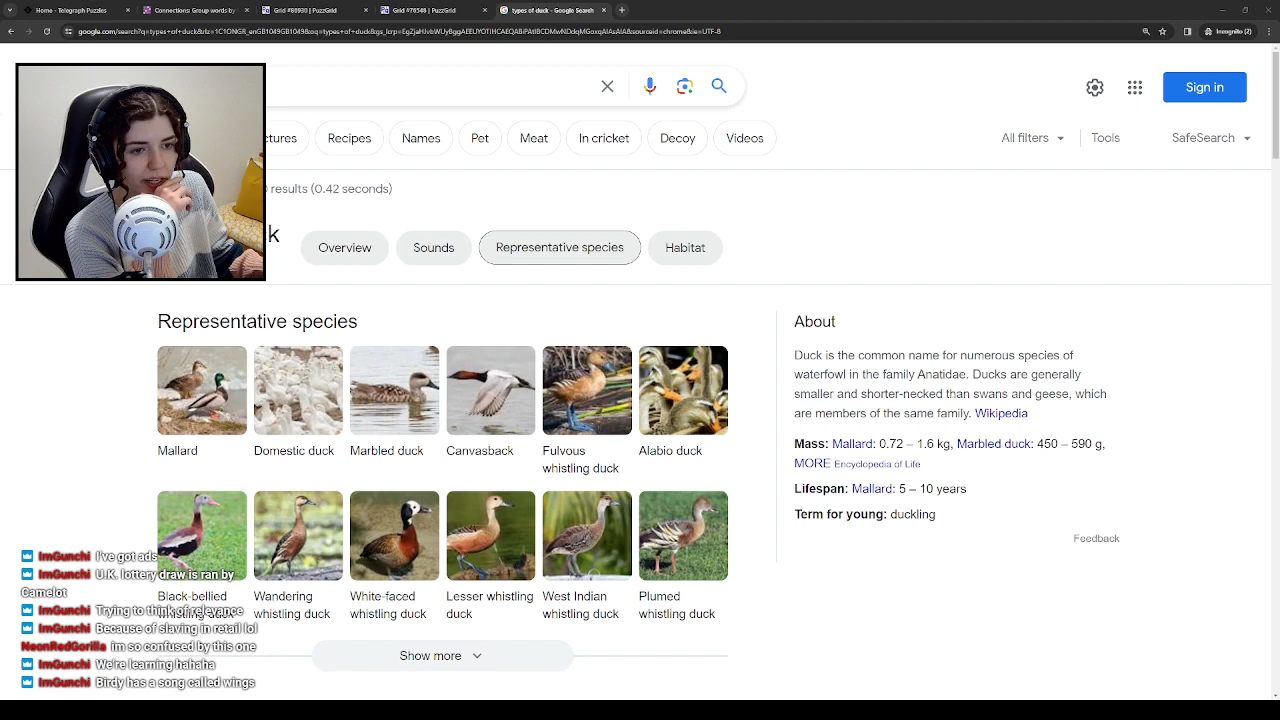 Home - Telegraph Puzzles
Connections: Group words by
Grid #86930 | PuzzGrid
Grid #76548 | PuzzGrid
types of duck - Google Search
Incognito (2)
Sign in
ctures
Recipes
Names
Pet
Meat
In cricket
Decoy
Videos
All filters
Tools
SafeSearch
results (0.42 seconds)
k
Overview
Sounds
Representative species
Habitat
Representative species
Mallard
Domestic duck
Marbled duck
Canvasback
Fulvous
whistling duck
Alabio duck
Black-bellied
whistling duck
Wandering
whistling duck
White-faced
whistling duck
Lesser whistling
duck
West Indian
whistling duck
Plumed
whistling duck
Show more
About
Duck is the common name for numerous species of
waterfowl in the family Anatidae. Ducks are generally
smaller and shorter-necked than swans and geese, which
are members of the same family. Wikipedia
Mass: Mallard: 0.72 – 1.6 kg, Marbled duck: 450 – 590 g,
MORE Encyclopedia of Life
Lifespan: Mallard: 5 – 10 years
Term for young: duckling
Feedback
ImGunchi I've got ads
ImGunchi U.K. lottery draw is ran by
Camelot
ImGunchi Trying to think of relevance
ImGunchi Because of slaving in retail lol
NeonRedGorilla im so confused by this one
ImGunchi We're learning hahaha
ImGunchi Birdy has a song called wings